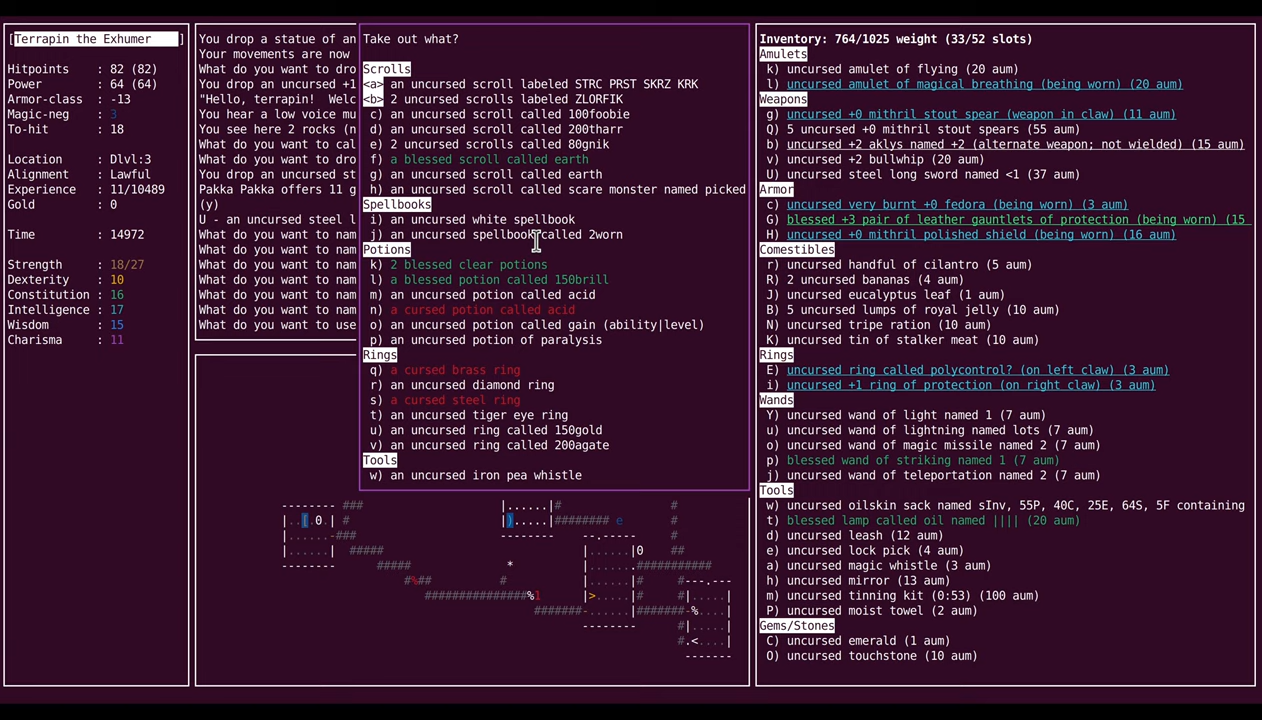 [Terrapin the Exhumer ]
Hitpoints : 82 (82)
Power : 64 (64)
Armor-class : -13
Magic-neg : 3
To-hit : 18
Location : Dlvl:3
Alignment : Lawful
Experience : 11/10489
Gold : 0
Time : 14972
Strength : 18/27
Dexterity : 10
Constitution : 16
Intelligence : 17
Wisdom : 15
Charisma : 11
You drop a statue of an
Your movements are now
What do you want to dro
You drop an uncursed +1
"Hello, terrapin! Welc
You hear a low voice mu
You see here 2 rocks (n
What do you want to cal
What do you want to dro
You drop an uncursed st
Pakka Pakka offers 11 g
(y)
U - an uncursed steel l
What do you want to nam
What do you want to nam
What do you want to nam
What do you want to nam
What do you want to nam
What do you want to nam
What do you want to use
Take out what?
Scrolls
<a> an uncursed scroll labeled STRC PRST SKRZ KRK
<b> 2 uncursed scrolls labeled ZLORFIK
c) an uncursed scroll called 100foobie
d) an uncursed scroll called 200tharr
e) 2 uncursed scrolls called 80gnik
f) a blessed scroll called earth
g) an uncursed scroll called earth
h) an uncursed scroll called scare monster named picked
Spellbooks
i) an uncursed white spellbook
j) an uncursed spellbook called 2worn
Potions
k) 2 blessed clear potions
l) a blessed potion called 150brill
m) an uncursed potion called acid
n) a cursed potion called acid
o) an uncursed potion called gain (ability|level)
p) an uncursed potion of paralysis
Rings
q) a cursed brass ring
r) an uncursed diamond ring
s) a cursed steel ring
t) an uncursed tiger eye ring
u) an uncursed ring called 150gold
v) an uncursed ring called 200agate
Tools
w) an uncursed iron pea whistle
Inventory: 764/1025 weight (33/52 slots)
Amulets
k) uncursed amulet of flying (20 aum)
l) uncursed amulet of magical breathing (being worn) (20 aum)
Weapons
g) uncursed +0 mithril stout spear (weapon in claw) (11 aum)
Q) 5 uncursed +0 mithril stout spears (55 aum)
b) uncursed +2 aklys named +2 (alternate weapon; not wielded) (15 aum)
v) uncursed +2 bullwhip (20 aum)
U) uncursed steel long sword named <1 (37 aum)
Armor
c) uncursed very burnt +0 fedora (being worn) (3 aum)
G) blessed +3 pair of leather gauntlets of protection (being worn) (15
H) uncursed +0 mithril polished shield (being worn) (16 aum)
Comestibles
r) uncursed handful of cilantro (5 aum)
R) 2 uncursed bananas (4 aum)
J) uncursed eucalyptus leaf (1 aum)
B) 5 uncursed lumps of royal jelly (10 aum)
N) uncursed tripe ration (10 aum)
K) uncursed tin of stalker meat (10 aum)
Rings
E) uncursed ring called polycontrol? (on left claw) (3 aum)
i) uncursed +1 ring of protection (on right claw) (3 aum)
Wands
Y) uncursed wand of light named 1 (7 aum)
u) uncursed wand of lightning named lots (7 aum)
o) uncursed wand of magic missile named 2 (7 aum)
p) blessed wand of striking named 1 (7 aum)
j) uncursed wand of teleportation named 2 (7 aum)
Tools
w) uncursed oilskin sack named sInv, 55P, 40C, 25E, 64S, 5F containing
t) blessed lamp called oil named |||| (20 aum)
d) uncursed leash (12 aum)
e) uncursed lock pick (4 aum)
a) uncursed magic whistle (3 aum)
h) uncursed mirror (13 aum)
m) uncursed tinning kit (0:53) (100 aum)
P) uncursed moist towel (2 aum)
Gems/Stones
C) uncursed emerald (1 aum)
O) uncursed touchstone (10 aum)